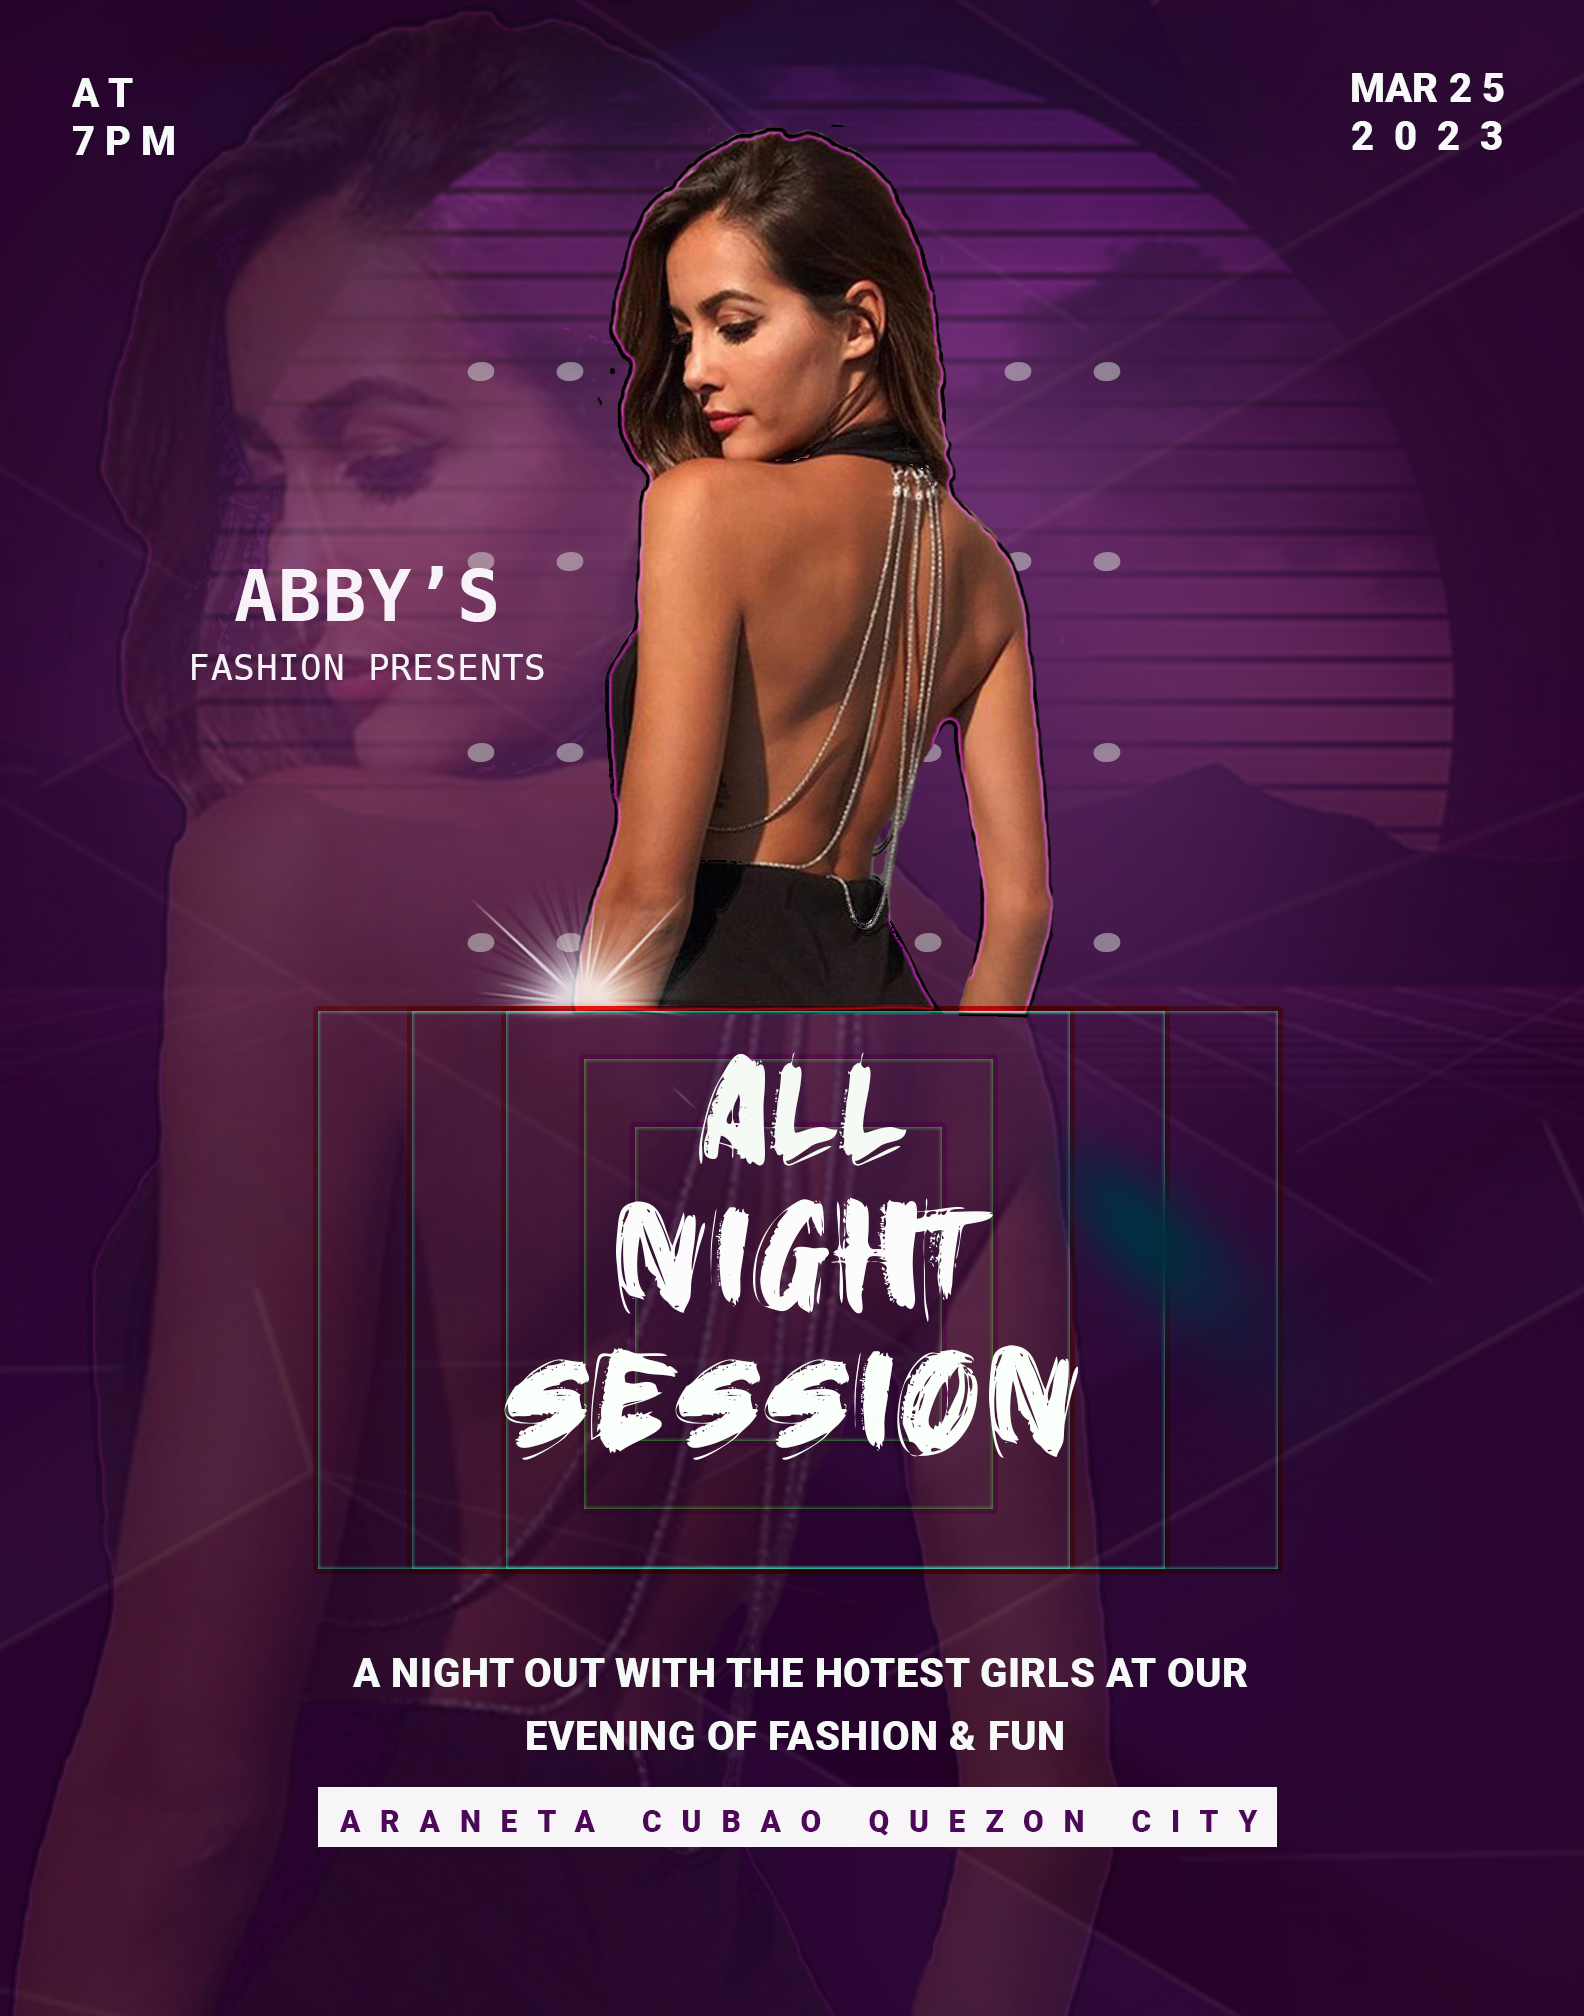 AT
7PM
MAR 25
2023
ABBY’S
FASHION PRESENTS
ALL
NIGHT
SESSION
A NIGHT OUT WITH THE HOTEST GIRLS AT OUR
EVENING OF FASHION & FUN
ARANETA CUBAO QUEZON CITY